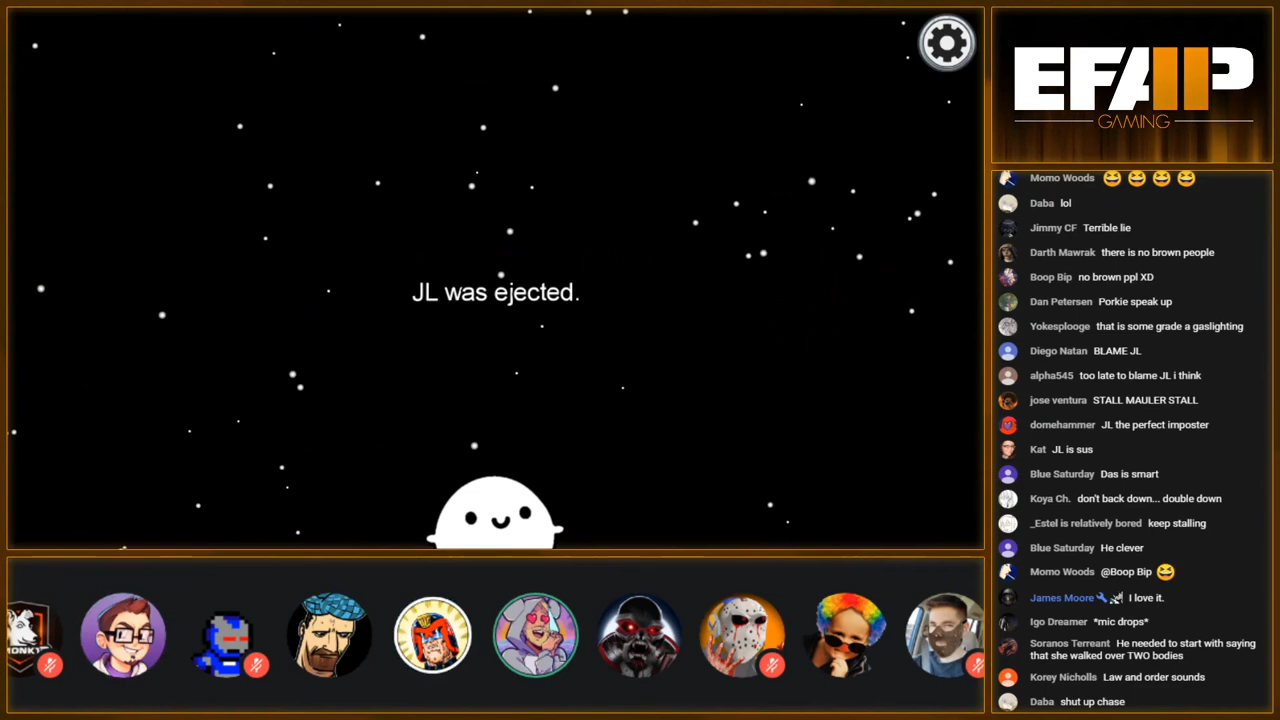 JL was ejected.
EFAP
GAMING
Momo Woods 😆 😆 😆 😆
Daba lol
Jimmy CF Terrible lie
Darth Mawrak there is no brown people
Boop Bip no brown ppl XD
Dan Petersen Porkie speak up
Yokesplooge that is some grade a gaslighting
Diego Natan BLAME JL
alpha545 too late to blame JL i think
jose ventura STALL MAULER STALL
domehammer JL the perfect imposter
Kat JL is sus
Blue Saturday Das is smart
Koya Ch. don't back down... double down
_Estel is relatively bored keep stalling
Blue Saturday He clever
Momo Woods @Boop Bip 😆
James Moore I love it.
Igo Dreamer *mic drops*
Soranos Terreant He needed to start with saying
that she walked over TWO bodies
Korey Nicholls Law and order sounds
Daba shut up chase